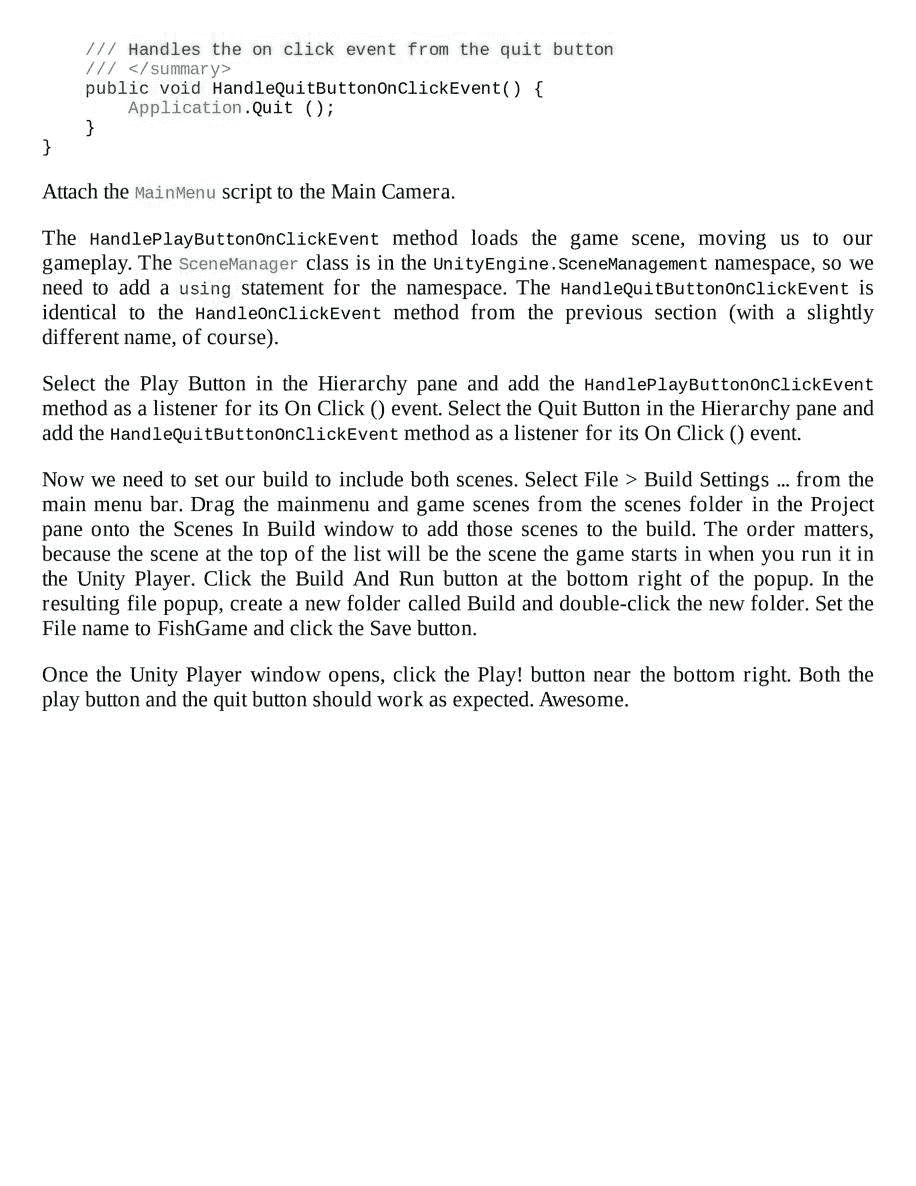 /// Handles the on click event from the quit button
/// </summary>
public void HandleQuitButtonOnClickEvent() {
Application.Quit ();
}
}
Attach the MainMenu script to the Main Camera.
The HandlePlayButtonOnClickEvent method loads the game scene, moving us to our
gameplay. The SceneManager class is in the UnityEngine.SceneManagement namespace, so we
need to add a using statement for the namespace. The HandleQuitButtonOnClickEvent is
identical to the HandleOnClickEvent method from the previous section (with a slightly
different name, of course).
Select the Play Button in the Hierarchy pane and add the HandlePlayButtonOnClickEvent
method as a listener for its On Click () event. Select the Quit Button in the Hierarchy pane and
add the HandleQuitButtonOnClickEvent method as a listener for its On Click () event.
Now we need to set our build to include both scenes. Select File > Build Settings ... from the
main menu bar. Drag the mainmenu and game scenes from the scenes folder in the Project
pane onto the Scenes In Build window to add those scenes to the build. The order matters,
because the scene at the top of the list will be the scene the game starts in when you run it in
the Unity Player. Click the Build And Run button at the bottom right of the popup. In the
resulting file popup, create a new folder called Build and double-click the new folder. Set the
File name to FishGame and click the Save button.
Once the Unity Player window opens, click the Play! button near the bottom right. Both the
play button and the quit button should work as expected. Awesome.